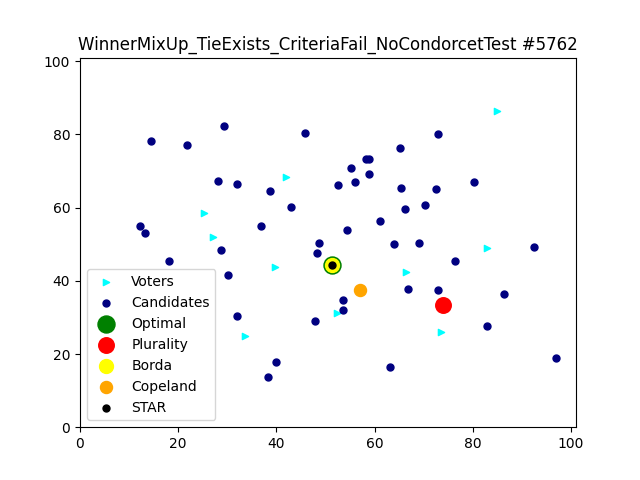 WinnerMixUp_TieExists_CriteriaFail_NoCondorcetTest #5762
100
80
60
40
20
0
Voters
Candidates
Optimal
Plurality
Borda
Copeland
STAR
0 20 40 60 80 100